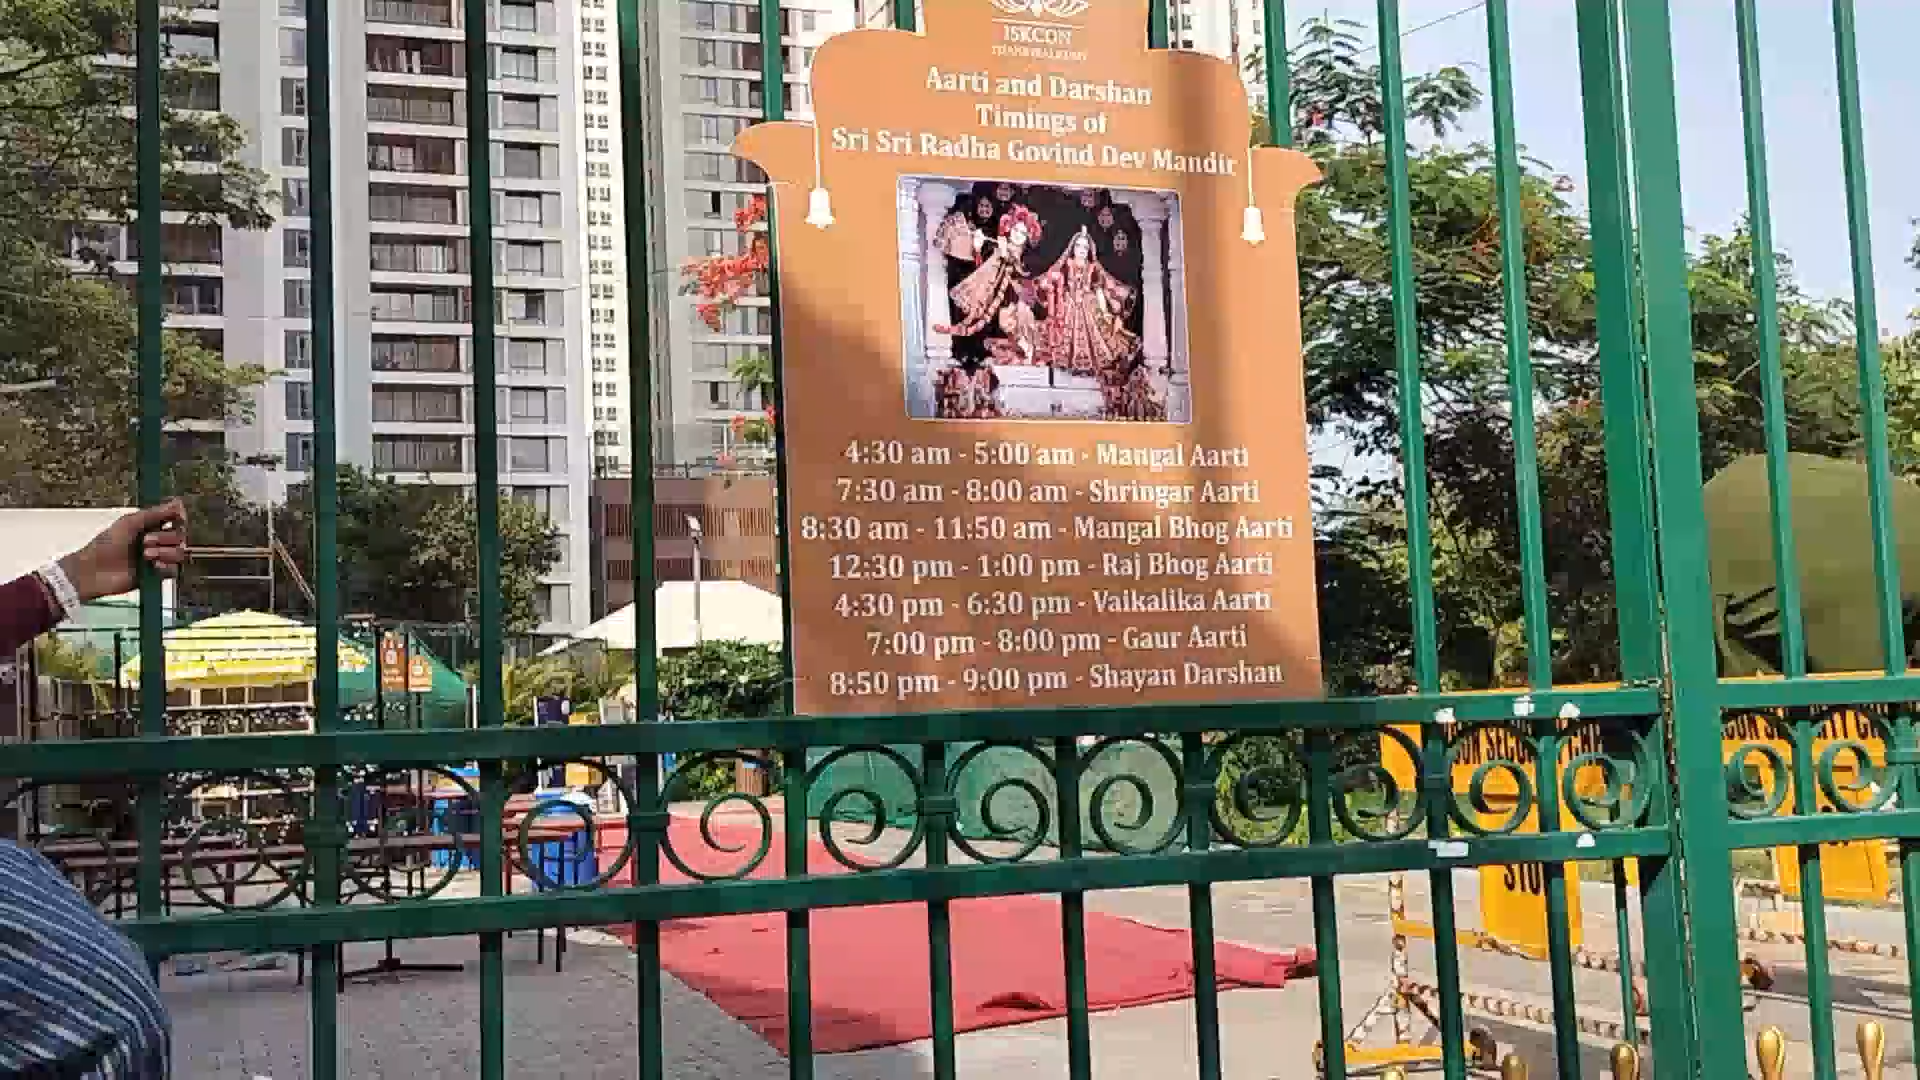 ISKCON
Aarti and Darshan
Timings of
Sri Sri Radha Govind Dev Mandir
4:30 am - 5:00 am - Mangal Aarti
7:30 am - 8:00 am - Shringar Aarti
8:30 am - 11:50 am - Mangal Bhog Aarti
12:30 pm - 1:00 pm - Raj Bhog Aarti
4:30 pm - 6:30 pm - Vaikalika Aarti
7:00 pm - 8:00 pm - Gaur Aarti
8:50 pm - 9:00 pm - Shayan Darshan